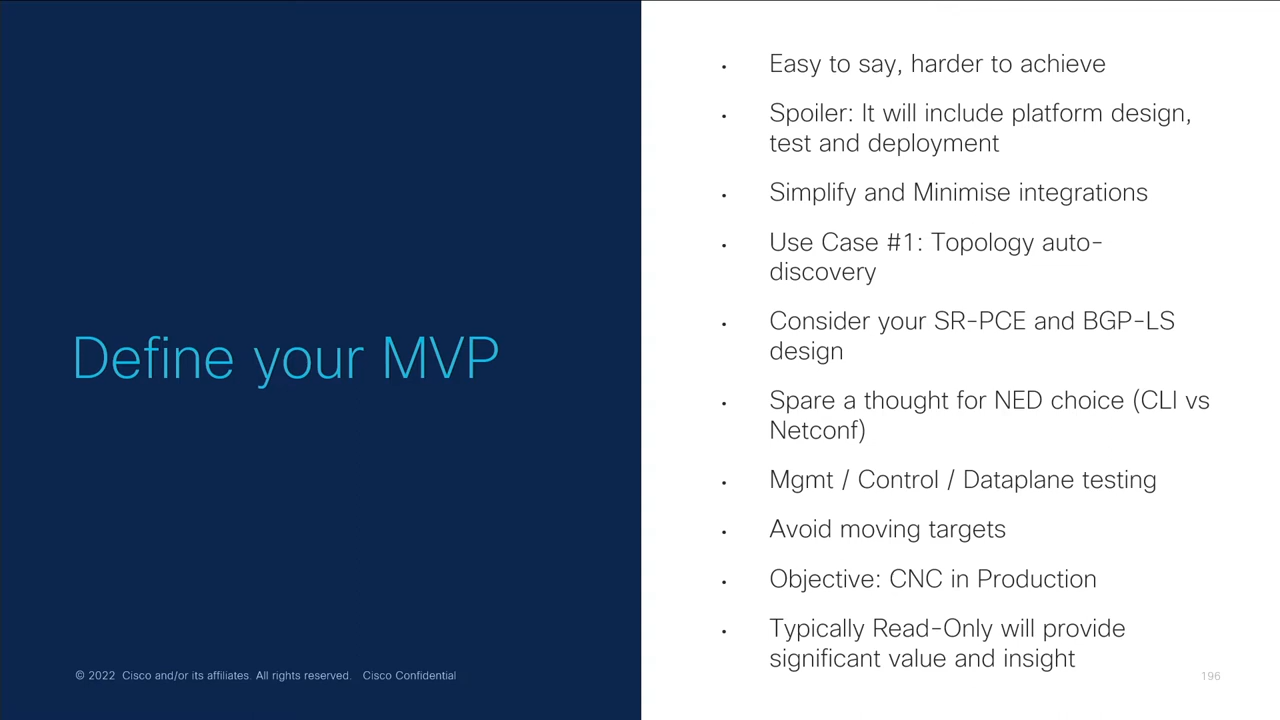 Define your MVP
• Easy to say, harder to achieve
• Spoiler: It will include platform design,
test and deployment
• Simplify and Minimise integrations
• Use Case #1: Topology auto-
discovery
• Consider your SR-PCE and BGP-LS
design
• Spare a thought for NED choice (CLI vs
Netconf)
• Mgmt / Control / Dataplane testing
• Avoid moving targets
• Objective: CNC in Production
• Typically Read-Only will provide
significant value and insight
© 2022 Cisco and/or its affiliates. All rights reserved. Cisco Confidential
196